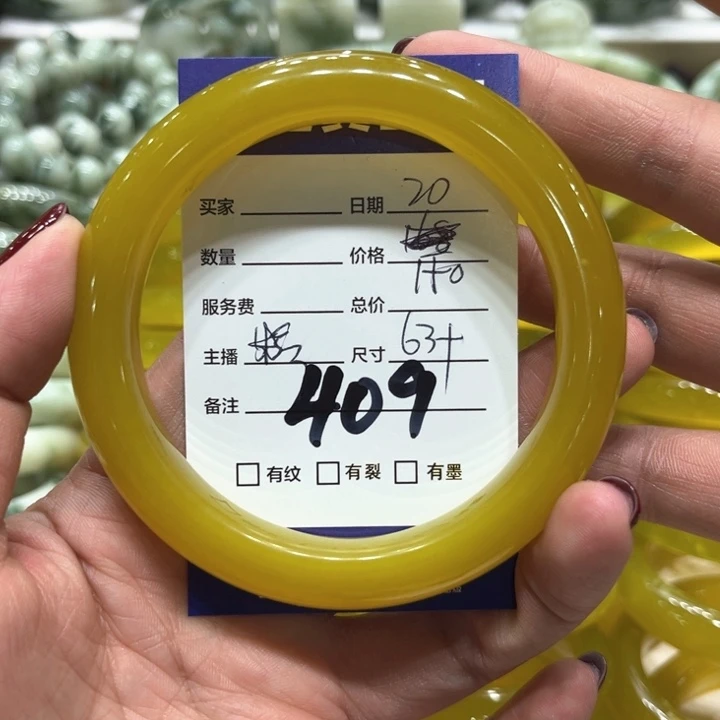 买家 日期 20
数量 价格
服务费 总价
主播 尺寸 63+
备注 409
有纹 有裂 有墨